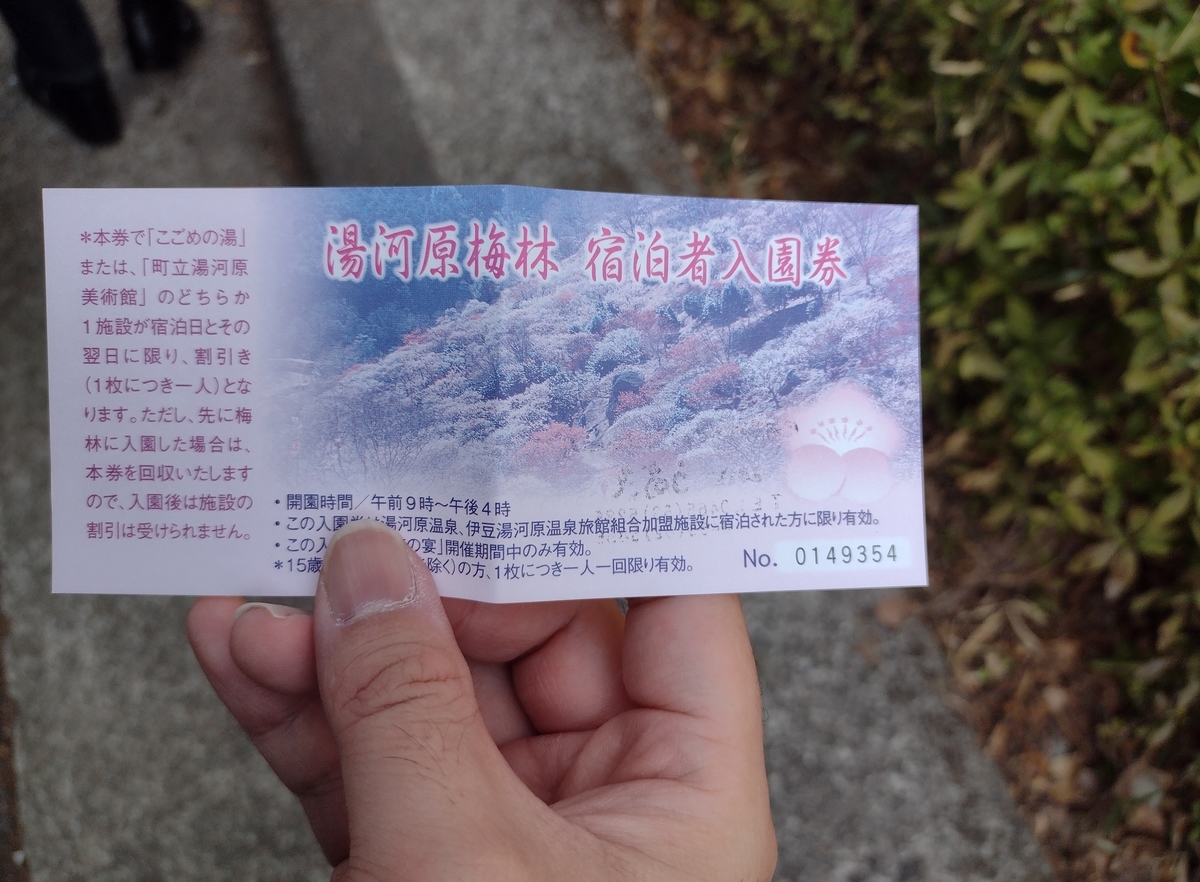 湯河原梅林 宿泊者入園券
＊本券で「こごめの湯」
または、「町立湯河原
美術館」のどちらか
1施設が宿泊日とその
翌日に限り、割引き
(1枚につき一人)とな
ります。ただし、先に梅
林に入園した場合は、
本券を回収いたします
ので、入園後は施設の
割引は受けられません。
・開園時間／午前9時～午後4時
・この入園券は湯河原温泉、伊豆湯河原温泉旅館組合加盟施設に宿泊された方に限り有効。
・この入 の宴」開催期間中のみ有効。
＊15歳 除く)の方、1枚につき一人一回限り有効。
No. 0149354